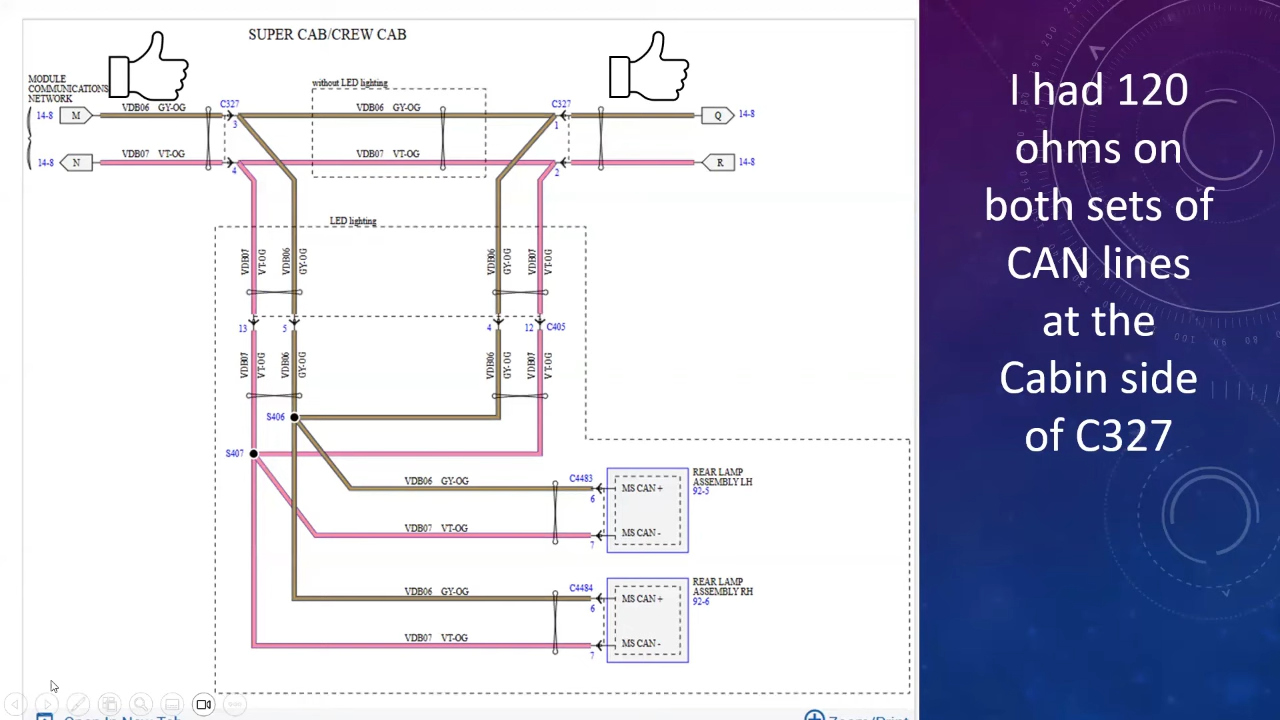 SUPER CAB/CREW CAB
MODULE
COMMUNICATIONS
NETWORK
without LED lighting
14-8 M VDB06 GY-OG C327 VDB06 GY-OG C327 Q 14-8
3 1
14-8 N VDB07 VT-OG VDB07 VT-OG R 14-8
4 2
LED lighting
VDB07 VT-OG VDB06 GY-OG VDB06 GY-OG VDB07 VT-OG
13 5 4 12 C405
VDB07 VT-OG VDB06 GY-OG VDB06 GY-OG VDB07 VT-OG
S406
S407
VDB06 GY-OG C4483 6 MS CAN +
VDB07 VT-OG 7 MS CAN -
REAR LAMP
ASSEMBLY LH
92-5
VDB06 GY-OG C4484 6 MS CAN +
VDB07 VT-OG 7 MS CAN -
REAR LAMP
ASSEMBLY RH
92-6
Open In New Tab
Zoom/Print
I had 120
ohms on
both sets of
CAN lines
at the
Cabin side
of C327